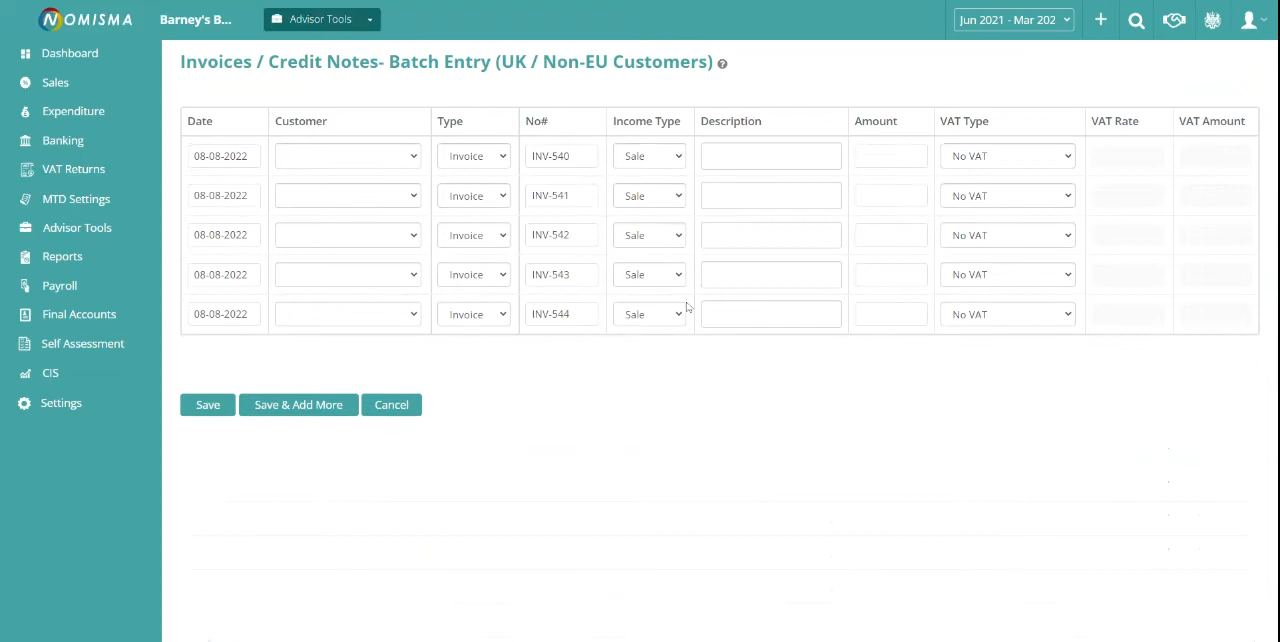 NOMISMA Barney's B... Advisor Tools Jun 2021 - Mar 202
Dashboard
Sales
Expenditure
Banking
VAT Returns
MTD Settings
Advisor Tools
Reports
Payroll
Final Accounts
Self Assessment
CIS
Settings
Invoices / Credit Notes- Batch Entry (UK / Non-EU Customers) ?
Date Customer Type No# Income Type Description Amount VAT Type VAT Rate VAT Amount
08-08-2022 Invoice INV-540 Sale No VAT
08-08-2022 Invoice INV-541 Sale No VAT
08-08-2022 Invoice INV-542 Sale No VAT
08-08-2022 Invoice INV-543 Sale No VAT
08-08-2022 Invoice INV-544 Sale No VAT
Save Save & Add More Cancel